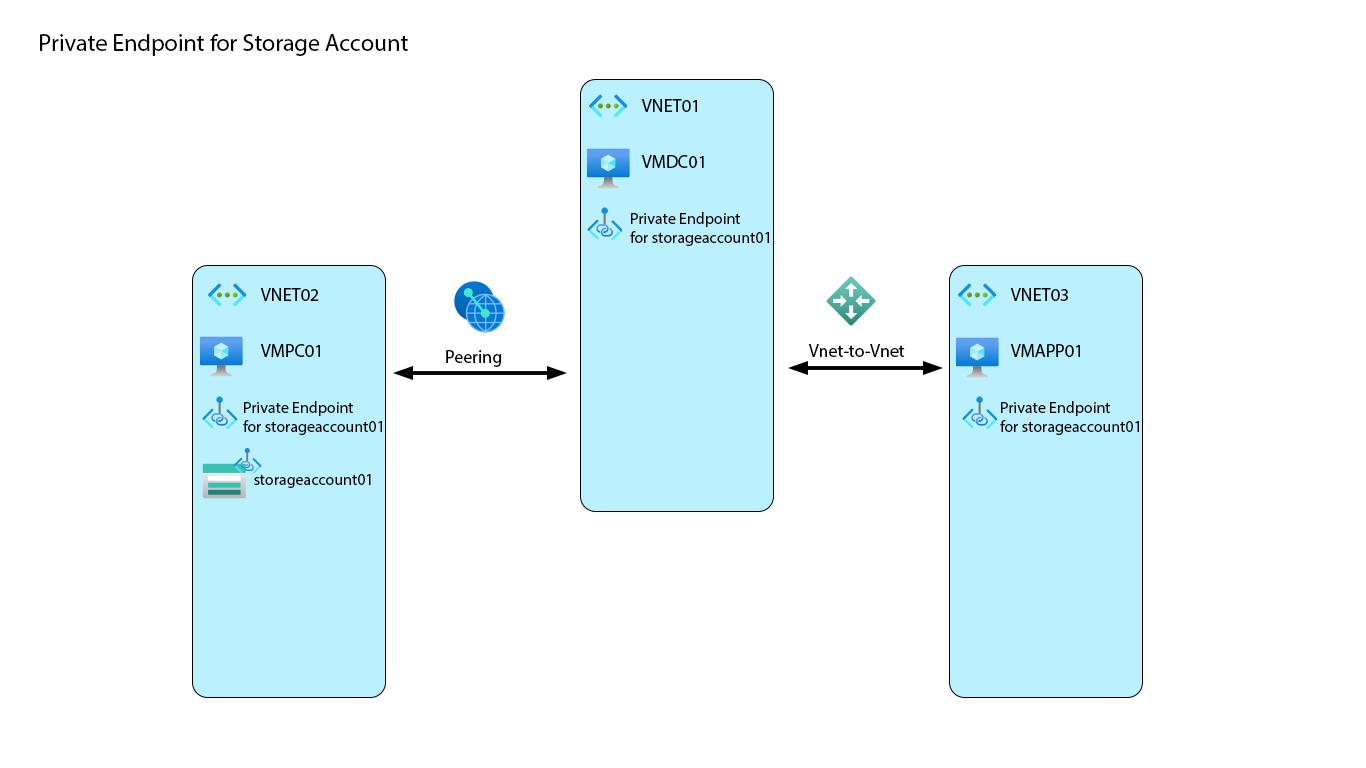 Private Endpoint for Storage Account
VNET01
VMDC01
Private Endpoint
for storageaccount01
VNET02
VMPC01
Private Endpoint
for storageaccount01
storageaccount01
Peering
Vnet-to-Vnet
VNET03
VMAPP01
Private Endpoint
for storageaccount01